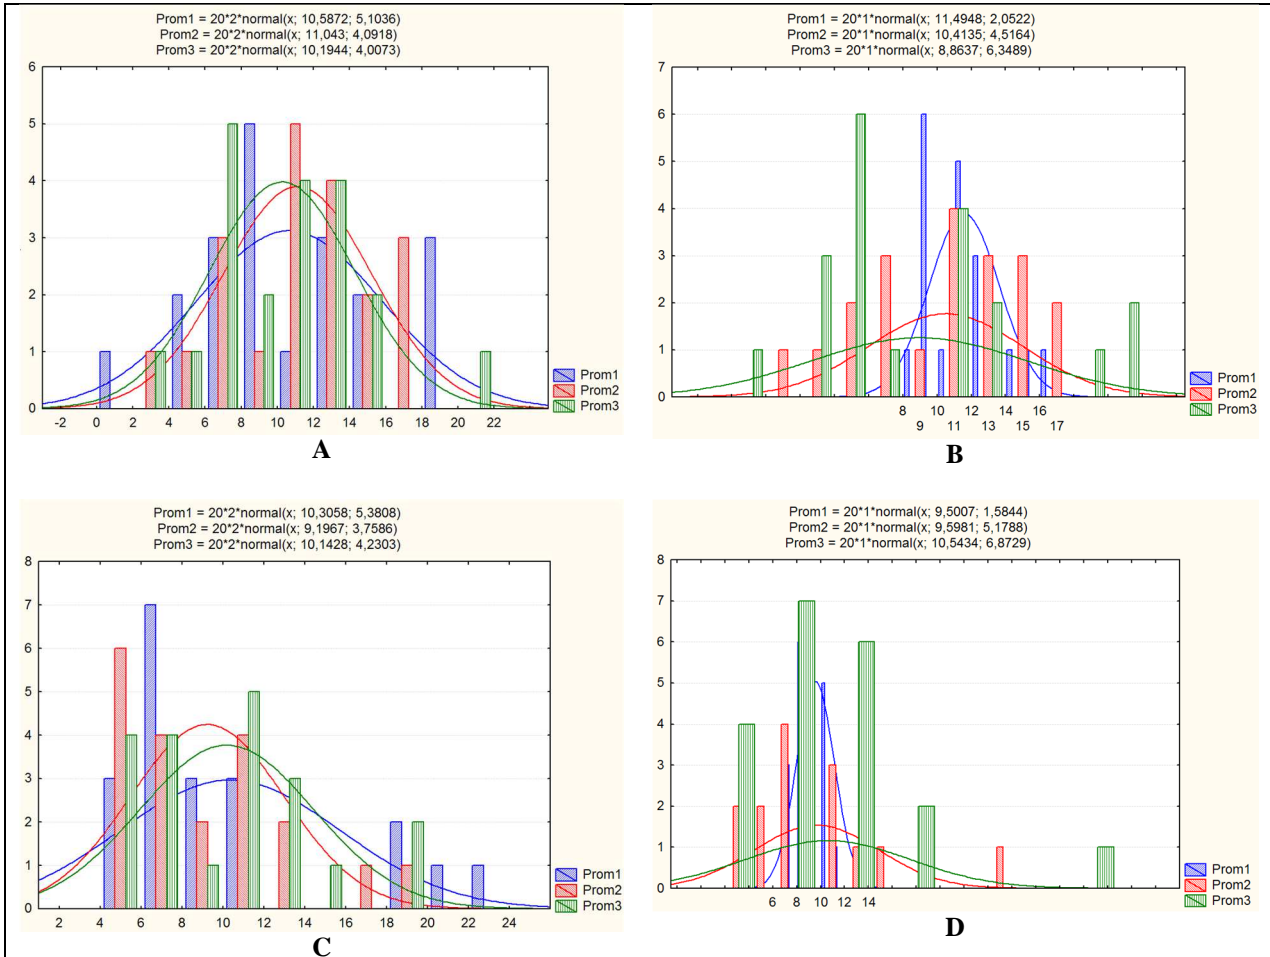 Prom1 = 20*2*normal(x; 10,5872; 5,1036)
Prom2 = 20*2*normal(x; 11,043; 4,0918)
Prom3 = 20*2*normal(x; 10,1944; 4,0073)
6
5
4
3
2
1
0
-2 0 2 4 6 8 10 12 14 16 18 20 22
Prom1
Prom2
Prom3
A
Prom1 = 20*1*normal(x; 11,4948; 2,0522)
Prom2 = 20*1*normal(x; 10,4135; 4,5164)
Prom3 = 20*1*normal(x; 8,8637; 6,3489)
7
6
5
4
3
2
1
0
8 10 12 14 16
9 11 13 15 17
Prom1
Prom2
Prom3
B
Prom1 = 20*2*normal(x; 10,3058; 5,3808)
Prom2 = 20*2*normal(x; 9,1967; 3,7586)
Prom3 = 20*2*normal(x; 10,1428; 4,2303)
8
7
6
5
4
3
2
1
0
2 4 6 8 10 12 14 16 18 20 22 24
Prom1
Prom2
Prom3
C
Prom1 = 20*1*normal(x; 9,5007; 1,5844)
Prom2 = 20*1*normal(x; 9,5981; 5,1788)
Prom3 = 20*1*normal(x; 10,5434; 6,8729)
8
7
6
5
4
3
2
1
0
6 8 10 12 14
Prom1
Prom2
Prom3
D